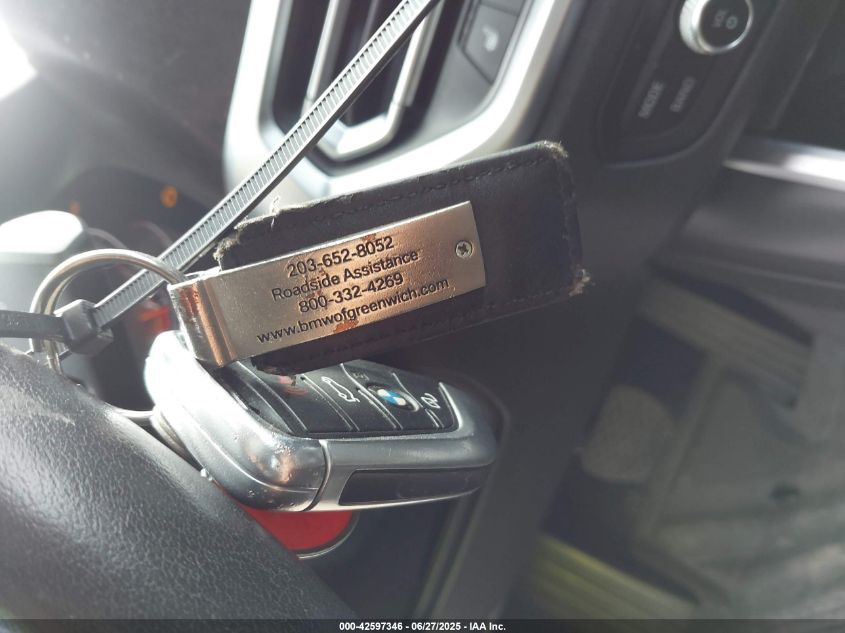 203-652-8052
Roadside Assistance
800-332-4269
www.bmwofgreenwich.com
VOL
MODE
BMW
000-42597346 | 06/27/2025 - IAA Inc.